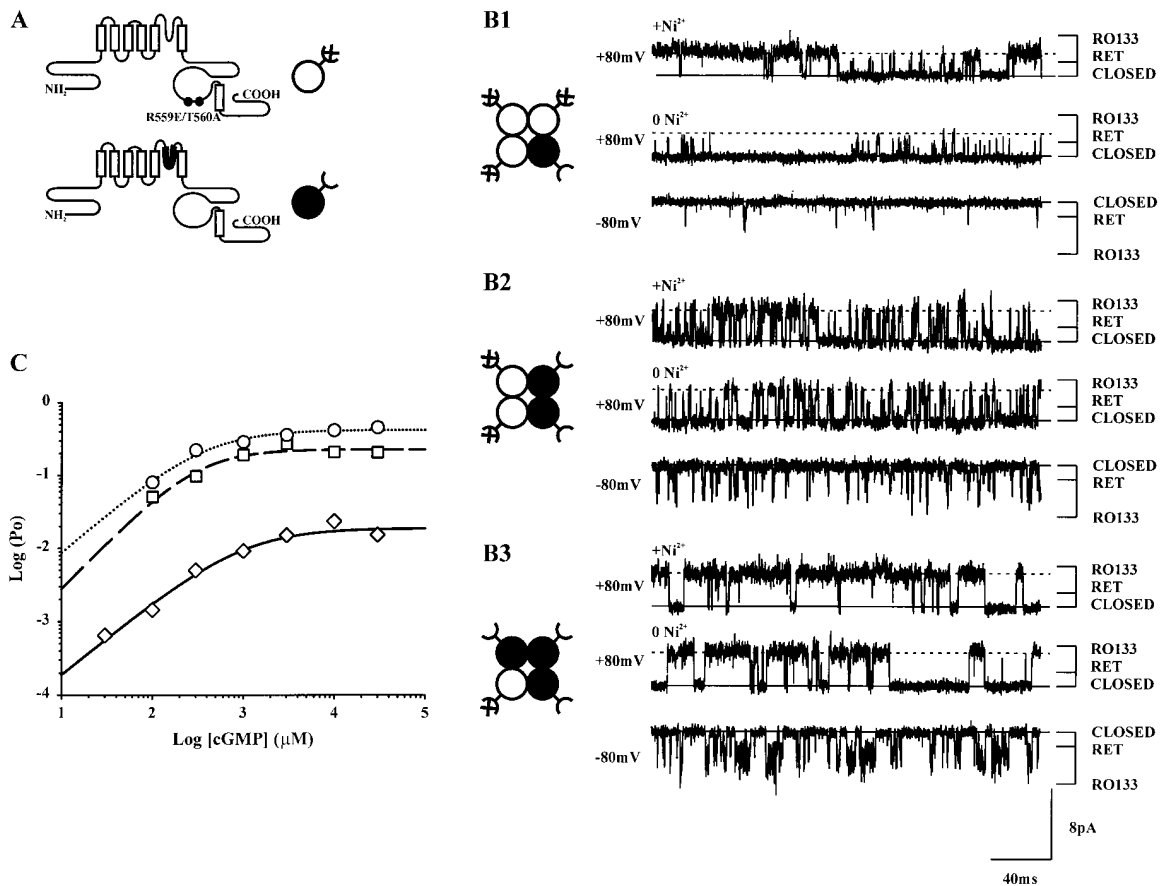 A
NH2
COOH
R559E/T560A
NH2
COOH
B1
+Ni2+
+80mV
RO133
RET
CLOSED
0 Ni2+
+80mV
RO133
RET
CLOSED
-80mV
CLOSED
RET
RO133
B2
+Ni2+
+80mV
RO133
RET
CLOSED
0 Ni2+
+80mV
RO133
RET
CLOSED
-80mV
CLOSED
RET
RO133
B3
+Ni2+
+80mV
RO133
RET
CLOSED
0 Ni2+
+80mV
RO133
RET
CLOSED
-80mV
CLOSED
RET
RO133
8pA
40ms
C
0
-1
-2
-3
-4
Log (Po)
1 2 3 4 5
Log [cGMP] (μM)